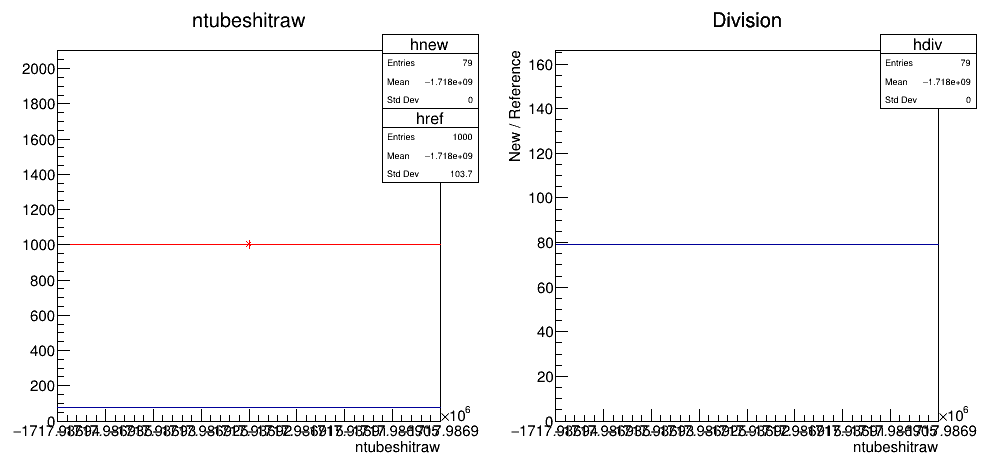 ntubeshitraw
hnew
Entries 79
Mean −1.718e+09
Std Dev 0
href
Entries 1000
Mean −1.718e+09
Std Dev 103.7
2000
1800
1600
1400
1200
1000
800
600
400
200
0
×10⁶
ntubeshitraw
Division
hdiv
Entries 79
Mean −1.718e+09
Std Dev 0
New / Reference
160
140
120
100
80
60
40
20
0
×10⁶
ntubeshitraw